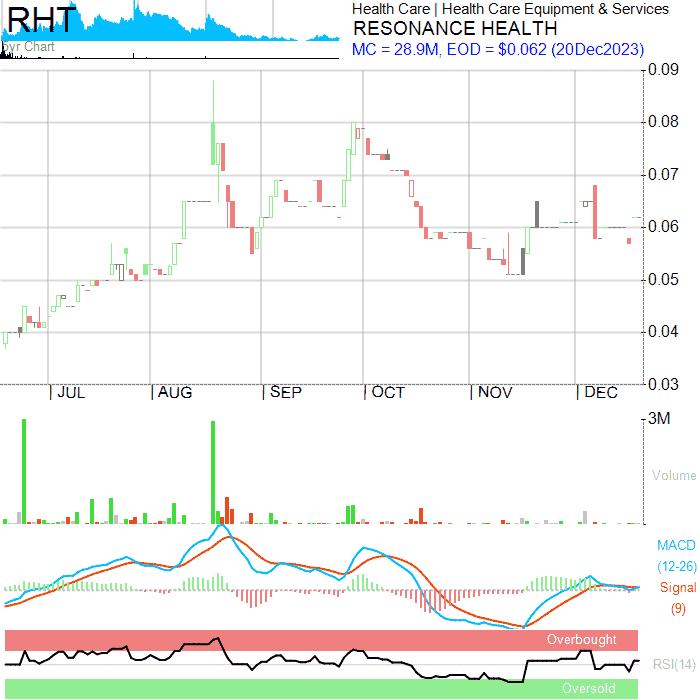 RHT
5yr Chart
Health Care | Health Care Equipment & Services
RESONANCE HEALTH
MC = 28.9M, EOD = $0.062 (20Dec2023)
0.09
0.08
0.07
0.06
0.05
0.04
0.03
JUL
AUG
SEP
OCT
NOV
DEC
3M
Volume
MACD
(12-26)
Signal
(9)
Overbought
RSI(14)
Oversold